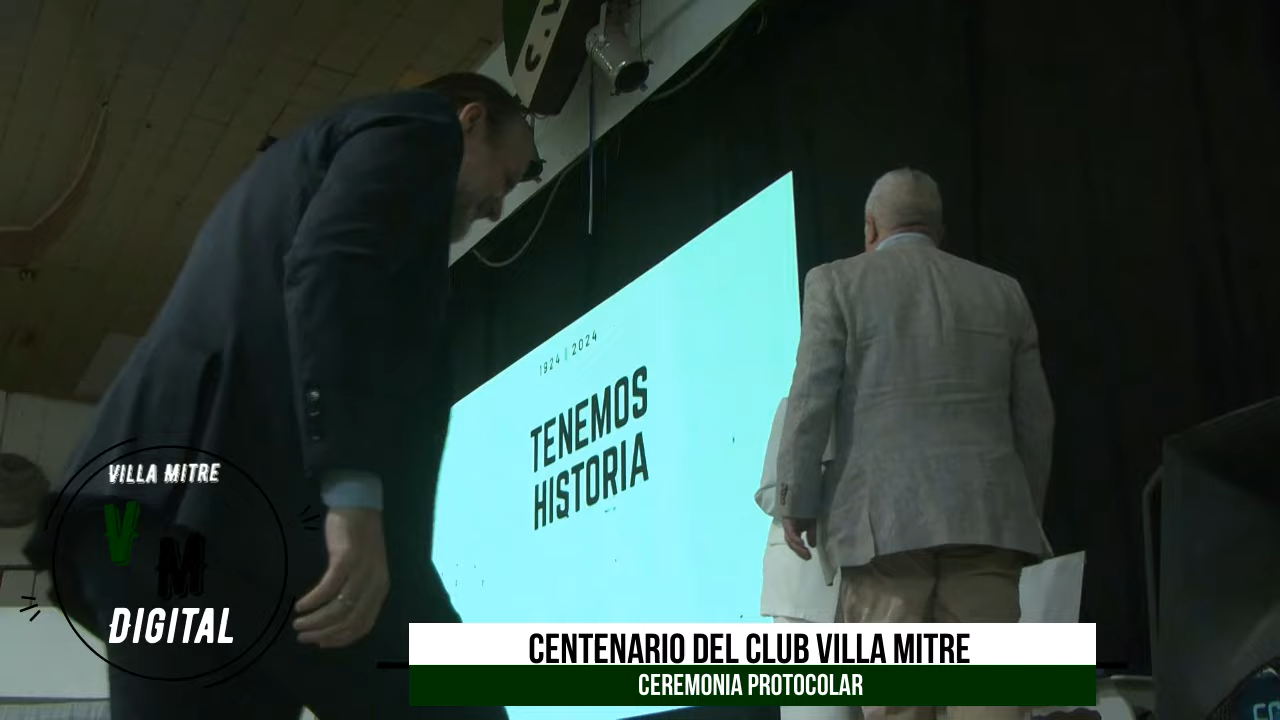 C.V
1924 | 2024
TENEMOS
HISTORIA
VILLA MITRE
VM
DIGITAL
CENTENARIO DEL CLUB VILLA MITRE
CEREMONIA PROTOCOLAR